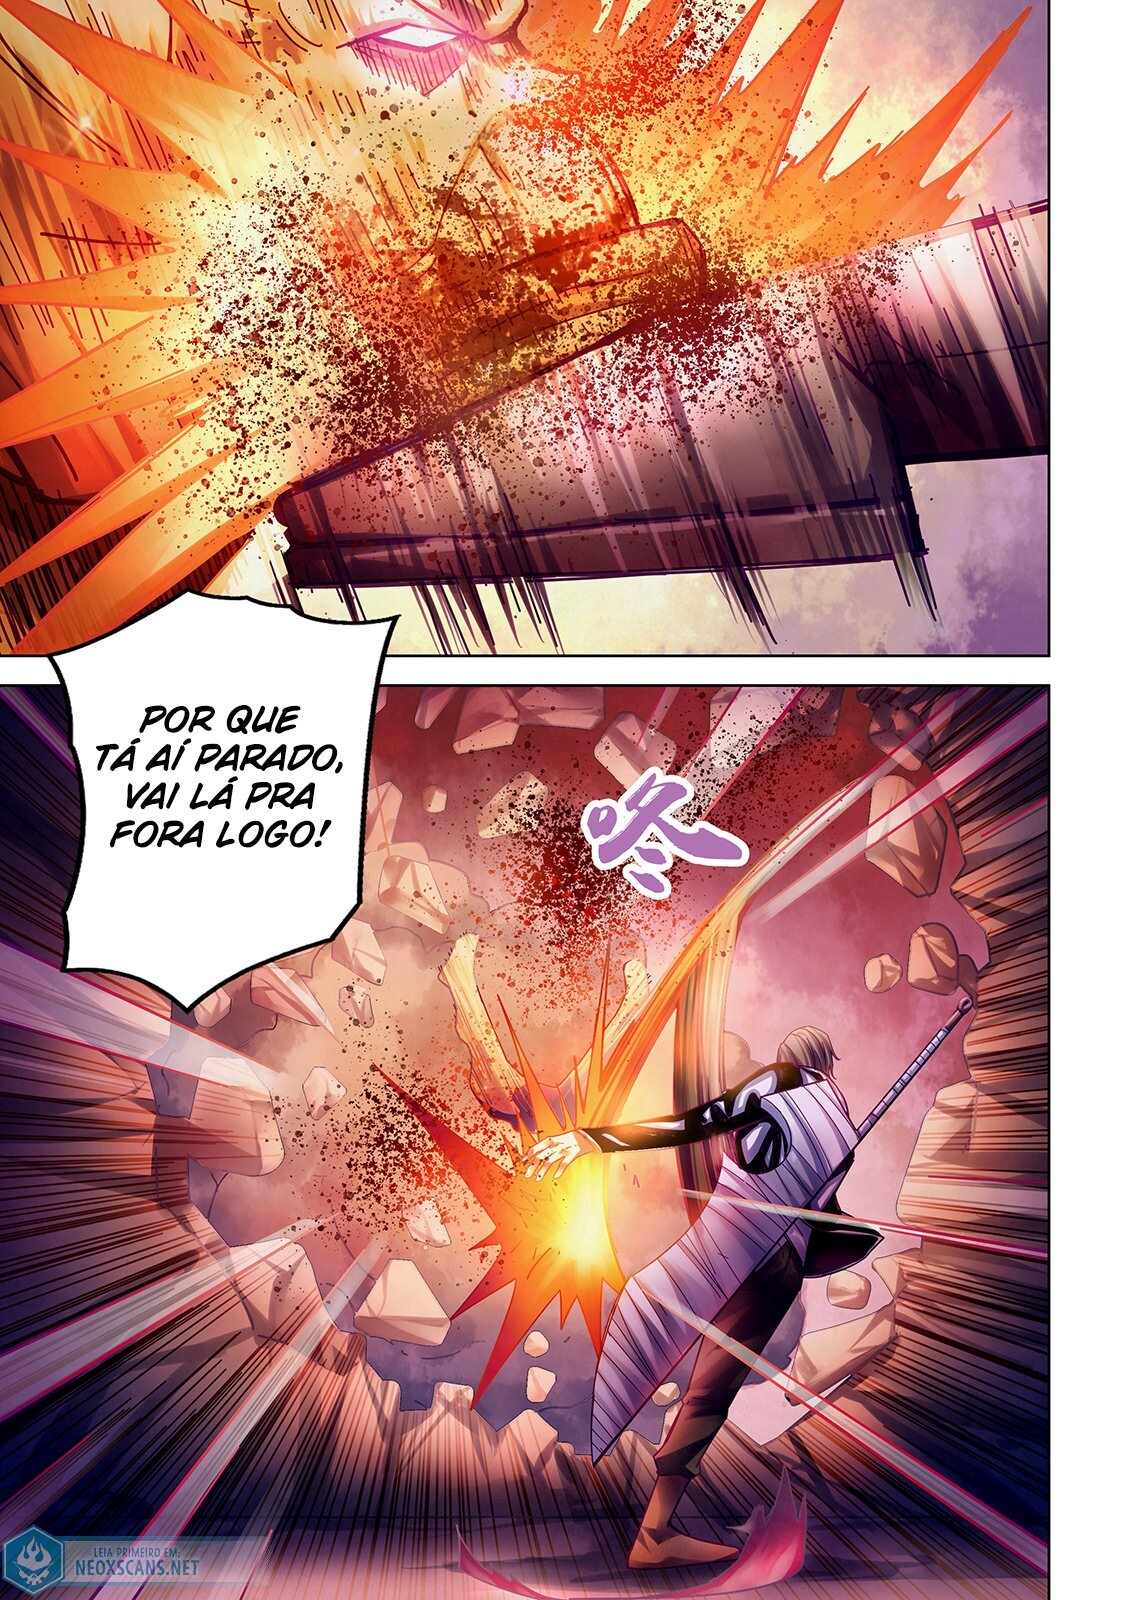 POR QUE
TÁ AÍ PARADO,
VAI LÁ PRA
FORA LOGO!
咚
LEIA PRIMEIRO EM:
NEOXSCANS.NET